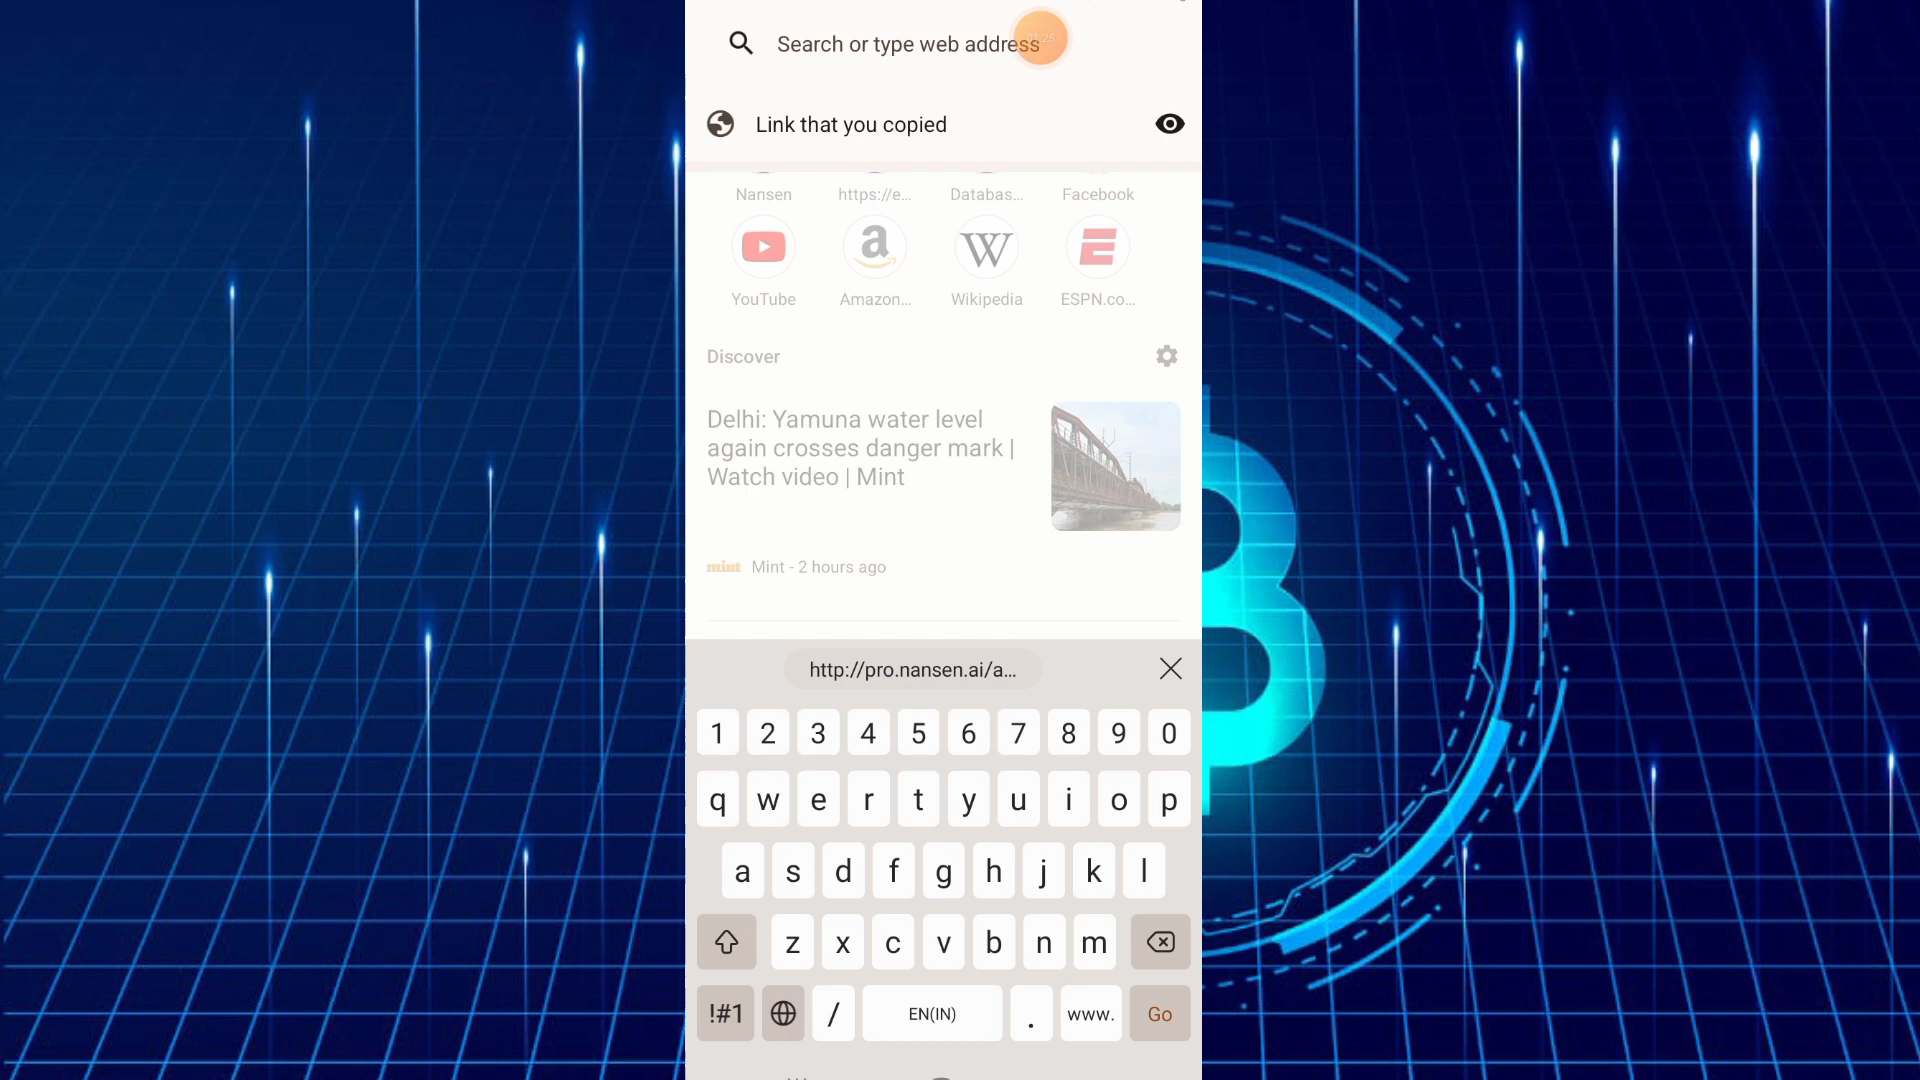 Search or type web address
01:25
Link that you copied
Nansen
https://e...
Databas...
Facebook
YouTube
Amazon...
Wikipedia
ESPN.co...
Discover
Delhi: Yamuna water level
again crosses danger mark |
Watch video | Mint
mint Mint - 2 hours ago
http://pro.nansen.ai/a...
1 2 3 4 5 6 7 8 9 0
q w e r t y u i o p
a s d f g h j k l
z x c v b n m
!#1 / EN(IN) . www. Go